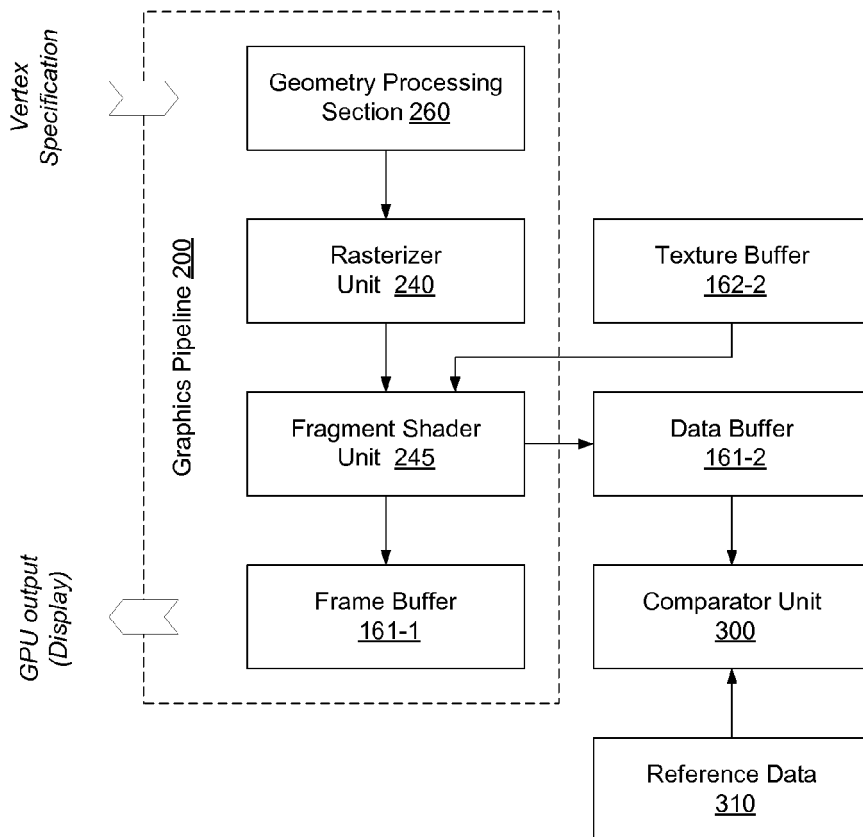 Vertex
Specification
Geometry Processing
Section 260
Graphics Pipeline 200
Rasterizer
Unit 240
Texture Buffer
162-2
Fragment Shader
Unit 245
Data Buffer
161-2
GPU output
(Display)
Frame Buffer
161-1
Comparator Unit
300
Reference Data
310